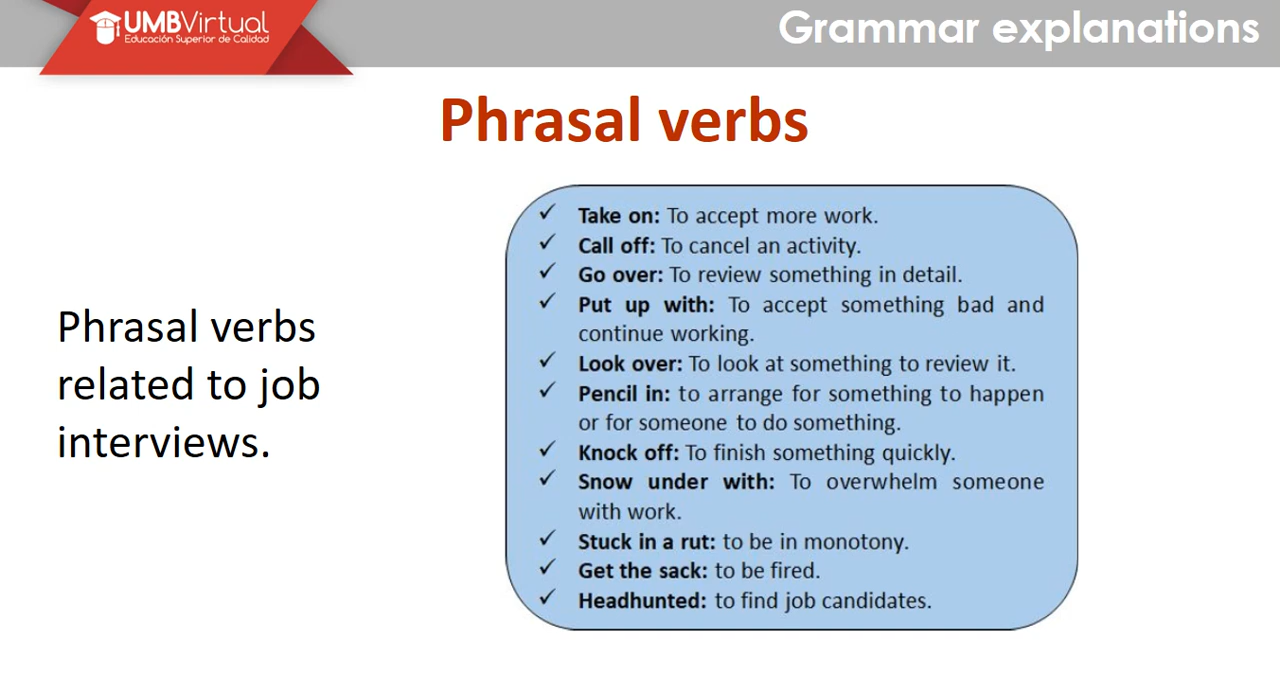 UMBVirtual
Educación Superior de Calidad
Grammar explanations
Phrasal verbs
Phrasal verbs
related to job
interviews.
✓ Take on: To accept more work.
✓ Call off: To cancel an activity.
✓ Go over: To review something in detail.
✓ Put up with: To accept something bad and
continue working.
✓ Look over: To look at something to review it.
✓ Pencil in: to arrange for something to happen
or for someone to do something.
✓ Knock off: To finish something quickly.
✓ Snow under with: To overwhelm someone
with work.
✓ Stuck in a rut: to be in monotony.
✓ Get the sack: to be fired.
✓ Headhunted: to find job candidates.